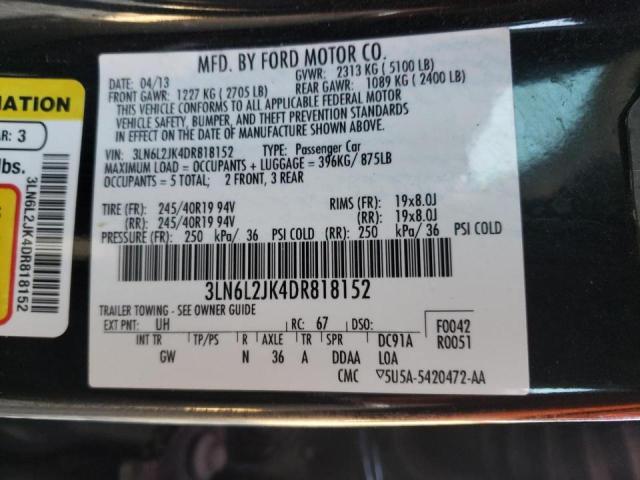 MFD. BY FORD MOTOR CO.
DATE: 04/13 GVWR: 2313 KG ( 5100 LB)
FRONT GAWR: 1227 KG ( 2705 LB) REAR GAWR: 1089 KG ( 2400 LB)
THIS VEHICLE CONFORMS TO ALL APPLICABLE FEDERAL MOTOR
VEHICLE SAFETY, BUMPER, AND THEFT PREVENTION STANDARDS
IN EFFECT ON THE DATE OF MANUFACTURE SHOWN ABOVE.
VIN: 3LN6L2JK4DR818152 TYPE: Passenger Car
MAXIMUM LOAD = OCCUPANTS + LUGGAGE = 396KG/ 875LB
OCCUPANTS = 5 TOTAL; 2 FRONT, 3 REAR
TIRE (FR): 245/40R19 94V RIMS (FR): 19x8.0J
(RR): 245/40R19 94V (RR): 19x8.0J
PRESSURE (FR): 250 kPa/ 36 PSI COLD (RR): 250 kPa/ 36 PSI COLD
3LN6L2JK4DR818152
TRAILER TOWING - SEE OWNER GUIDE
EXT PNT: UH RC: 67 DSO: F0042
INT TR TP/PS R AXLE TR SPR DC91A R0051
GW N 36 A DDAA LOA
CMC ▽5U5A-5420472-AA
MATION
AR: 3
lbs.
3LN6L2JK4DR818152